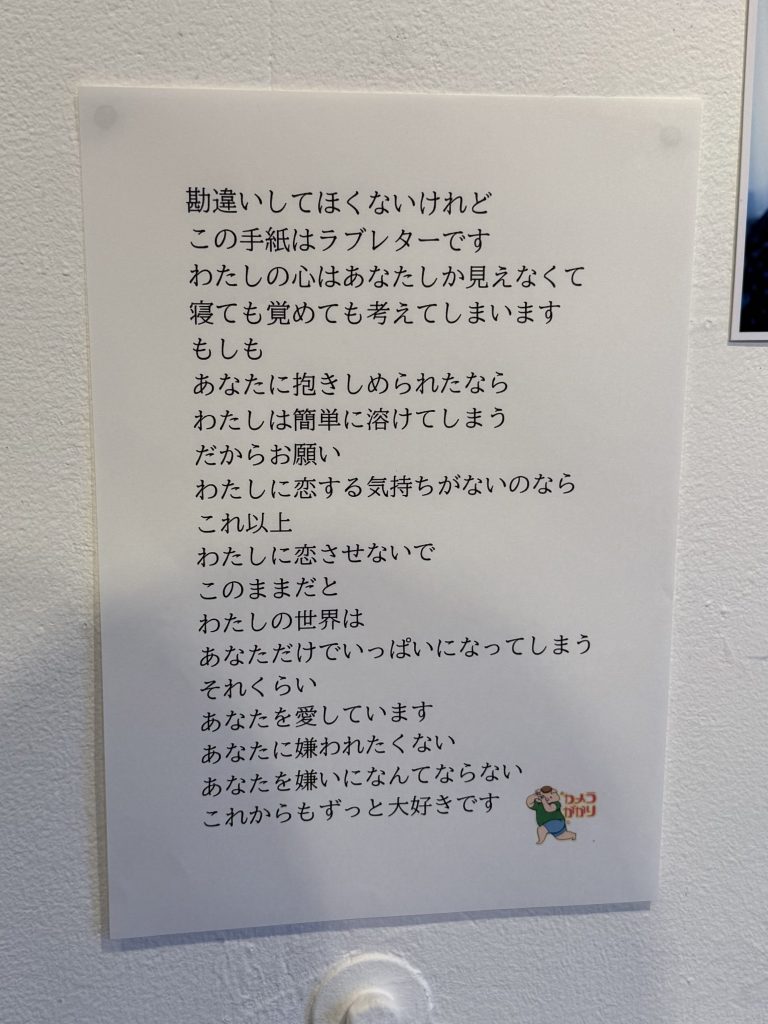 勘違いしてほくないけれど
この手紙はラブレターです
わたしの心はあなたしか見えなくて
寝ても覚めても考えてしまいます
もしも
あなたに抱きしめられたなら
わたしは簡単に溶けてしまう
だからお願い
わたしに恋する気持ちがないのなら
これ以上
わたしに恋させないで
このままだと
わたしの世界は
あなただけでいっぱいになってしまう
それくらい
あなたを愛しています
あなたに嫌われたくない
あなたを嫌いになんてならない
これからもずっと大好きです
カメラ
がかり